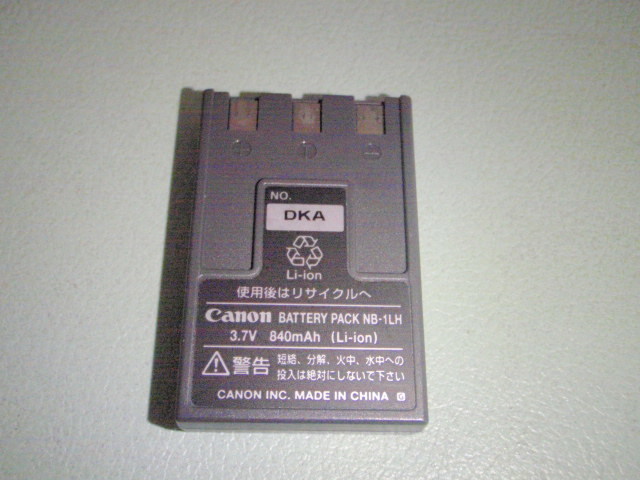 NO.
DKA
Li-ion
使用後はリサイクルへ
Canon BATTERY PACK NB-1LH
3.7V 840mAh (Li-ion)
警告 短絡、分解、火中、水中への
投入は絶対にしないで下さい
CANON INC. MADE IN CHINA G